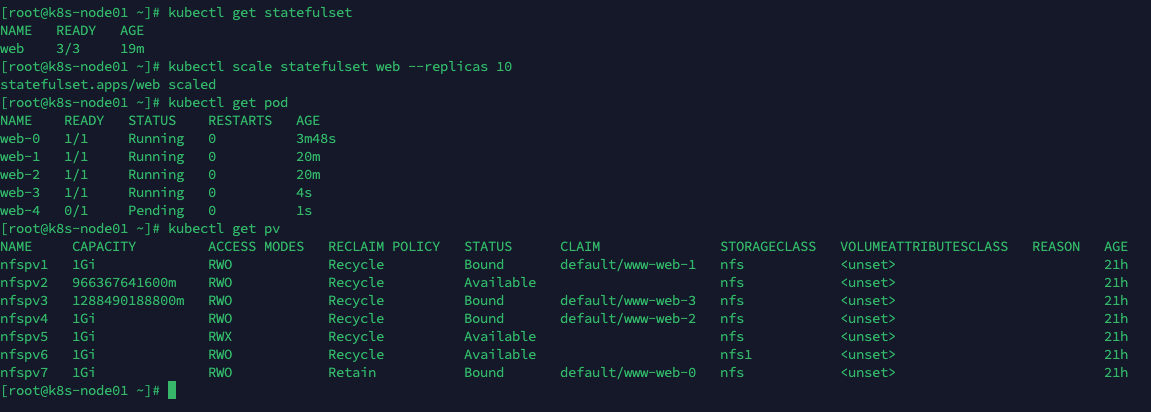 [root@k8s-node01 ~]# kubectl get statefulset
NAME   READY   AGE
web    3/3     19m
[root@k8s-node01 ~]# kubectl scale statefulset web --replicas 10
statefulset.apps/web scaled
[root@k8s-node01 ~]# kubectl get pod
NAME    READY   STATUS    RESTARTS   AGE
web-0   1/1     Running   0          3m48s
web-1   1/1     Running   0          20m
web-2   1/1     Running   0          20m
web-3   1/1     Running   0          4s
web-4   0/1     Pending   0          1s
[root@k8s-node01 ~]# kubectl get pv
NAME     CAPACITY         ACCESS MODES   RECLAIM POLICY   STATUS      CLAIM               STORAGECLASS   VOLUMEATTRIBUTESCLASS   REASON   AGE
nfspv1   1Gi              RWO            Recycle          Bound       default/www-web-1   nfs            <unset>                          21h
nfspv2   966367641600m    RWO            Recycle          Available                       nfs            <unset>                          21h
nfspv3   1288490188800m   RWO            Recycle          Bound       default/www-web-3   nfs            <unset>                          21h
nfspv4   1Gi              RWO            Recycle          Bound       default/www-web-2   nfs            <unset>                          21h
nfspv5   1Gi              RWX            Recycle          Available                       nfs            <unset>                          21h
nfspv6   1Gi              RWO            Recycle          Available                       nfs1           <unset>                          21h
nfspv7   1Gi              RWO            Retain           Bound       default/www-web-0   nfs            <unset>                          21h
[root@k8s-node01 ~]#